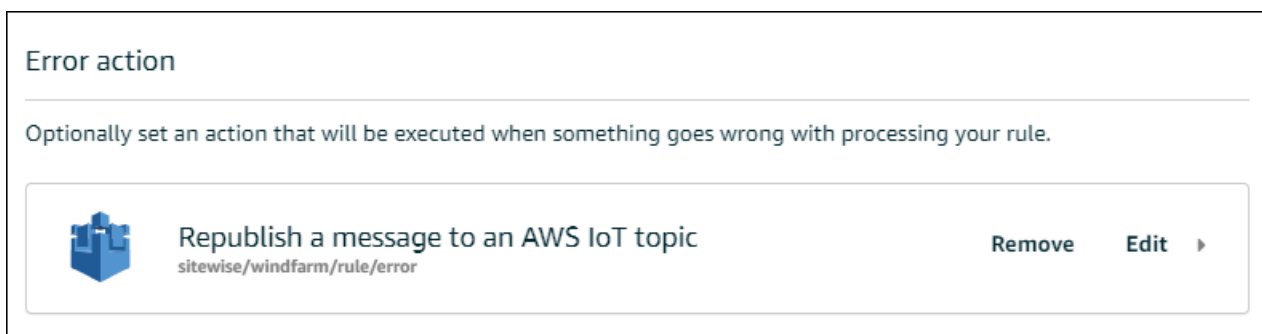 Error action
Optionally set an action that will be executed when something goes wrong with processing your rule.
Republish a message to an AWS IoT topic
sitewise/windfarm/rule/error
Remove Edit